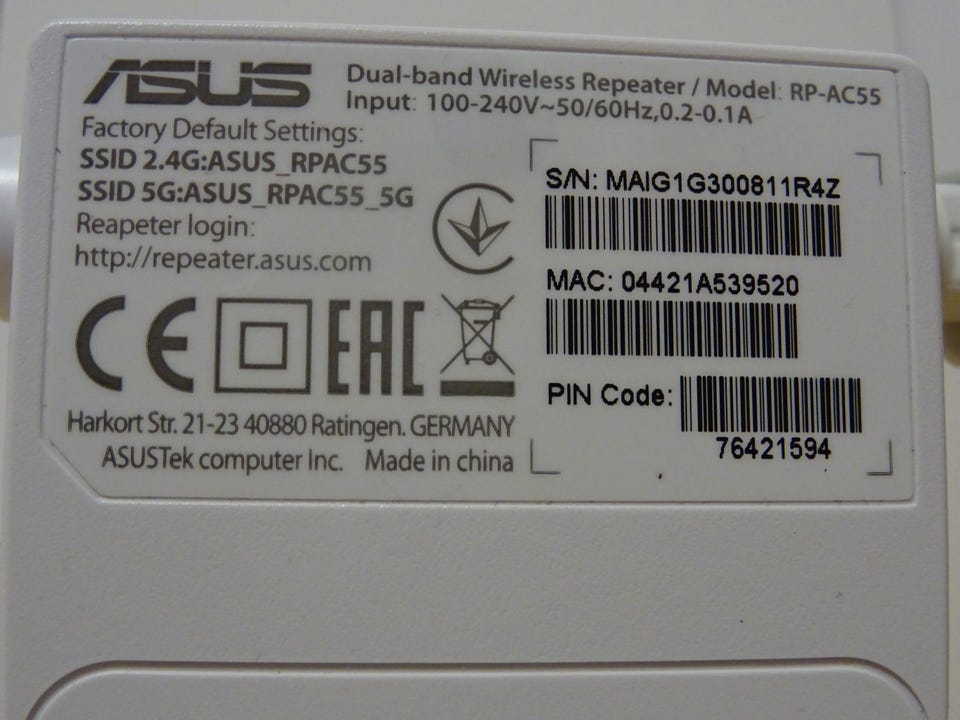 ASUS
Dual-band Wireless Repeater / Model: RP-AC55
Input: 100-240V~50/60Hz,0.2-0.1A
Factory Default Settings:
SSID 2.4G:ASUS_RPAC55
SSID 5G:ASUS_RPAC55_5G
Reapeter login:
http://repeater.asus.com
CE
EAC
Harkort Str. 21-23 40880 Ratingen. GERMANY
ASUSTek computer Inc. Made in china
S/N: MAIG1G300811R4Z
MAC: 04421A539520
PIN Code:
76421594